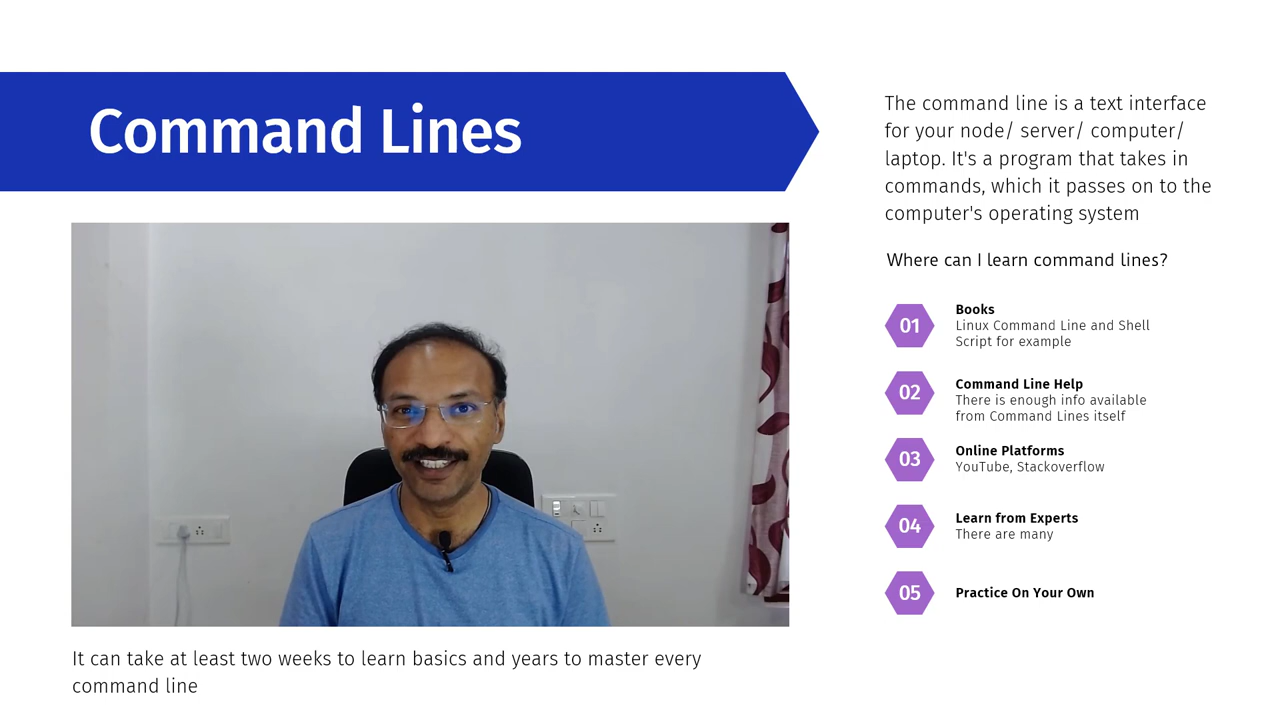 Command Lines
The command line is a text interface
for your node/ server/ computer/
laptop. It's a program that takes in
commands, which it passes on to the
computer's operating system
Where can I learn command lines?
01
Books
Linux Command Line and Shell
Script for example
02
Command Line Help
There is enough info available
from Command Lines itself
03
Online Platforms
YouTube, Stackoverflow
04
Learn from Experts
There are many
05
Practice On Your Own
It can take at least two weeks to learn basics and years to master every
command line